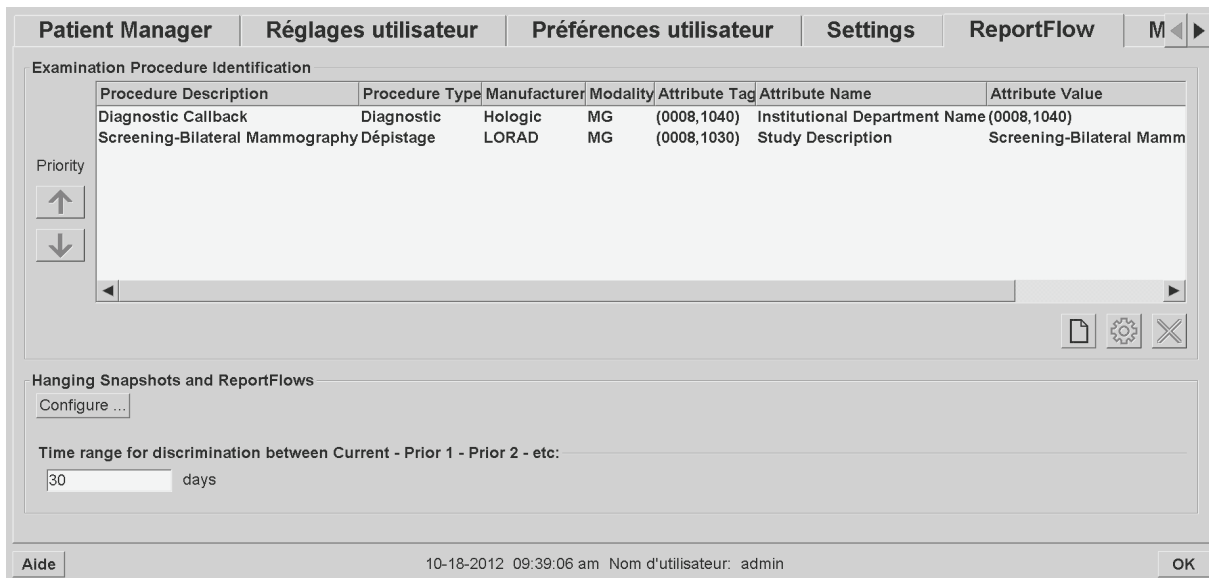 Patient Manager Réglages utilisateur Préférences utilisateur Settings ReportFlow M
Examination Procedure Identification
Procedure Description Procedure Type Manufacturer Modality Attribute Tag Attribute Name Attribute Value
Diagnostic Callback Diagnostic Hologic MG (0008,1040) Institutional Department Name (0008,1040)
Screening-Bilateral Mammography Dépistage LORAD MG (0008,1030) Study Description Screening-Bilateral Mamm
Priority
Hanging Snapshots and ReportFlows
Configure ...
Time range for discrimination between Current - Prior 1 - Prior 2 - etc:
30 days
Aide 10-18-2012 09:39:06 am Nom d'utilisateur: admin OK